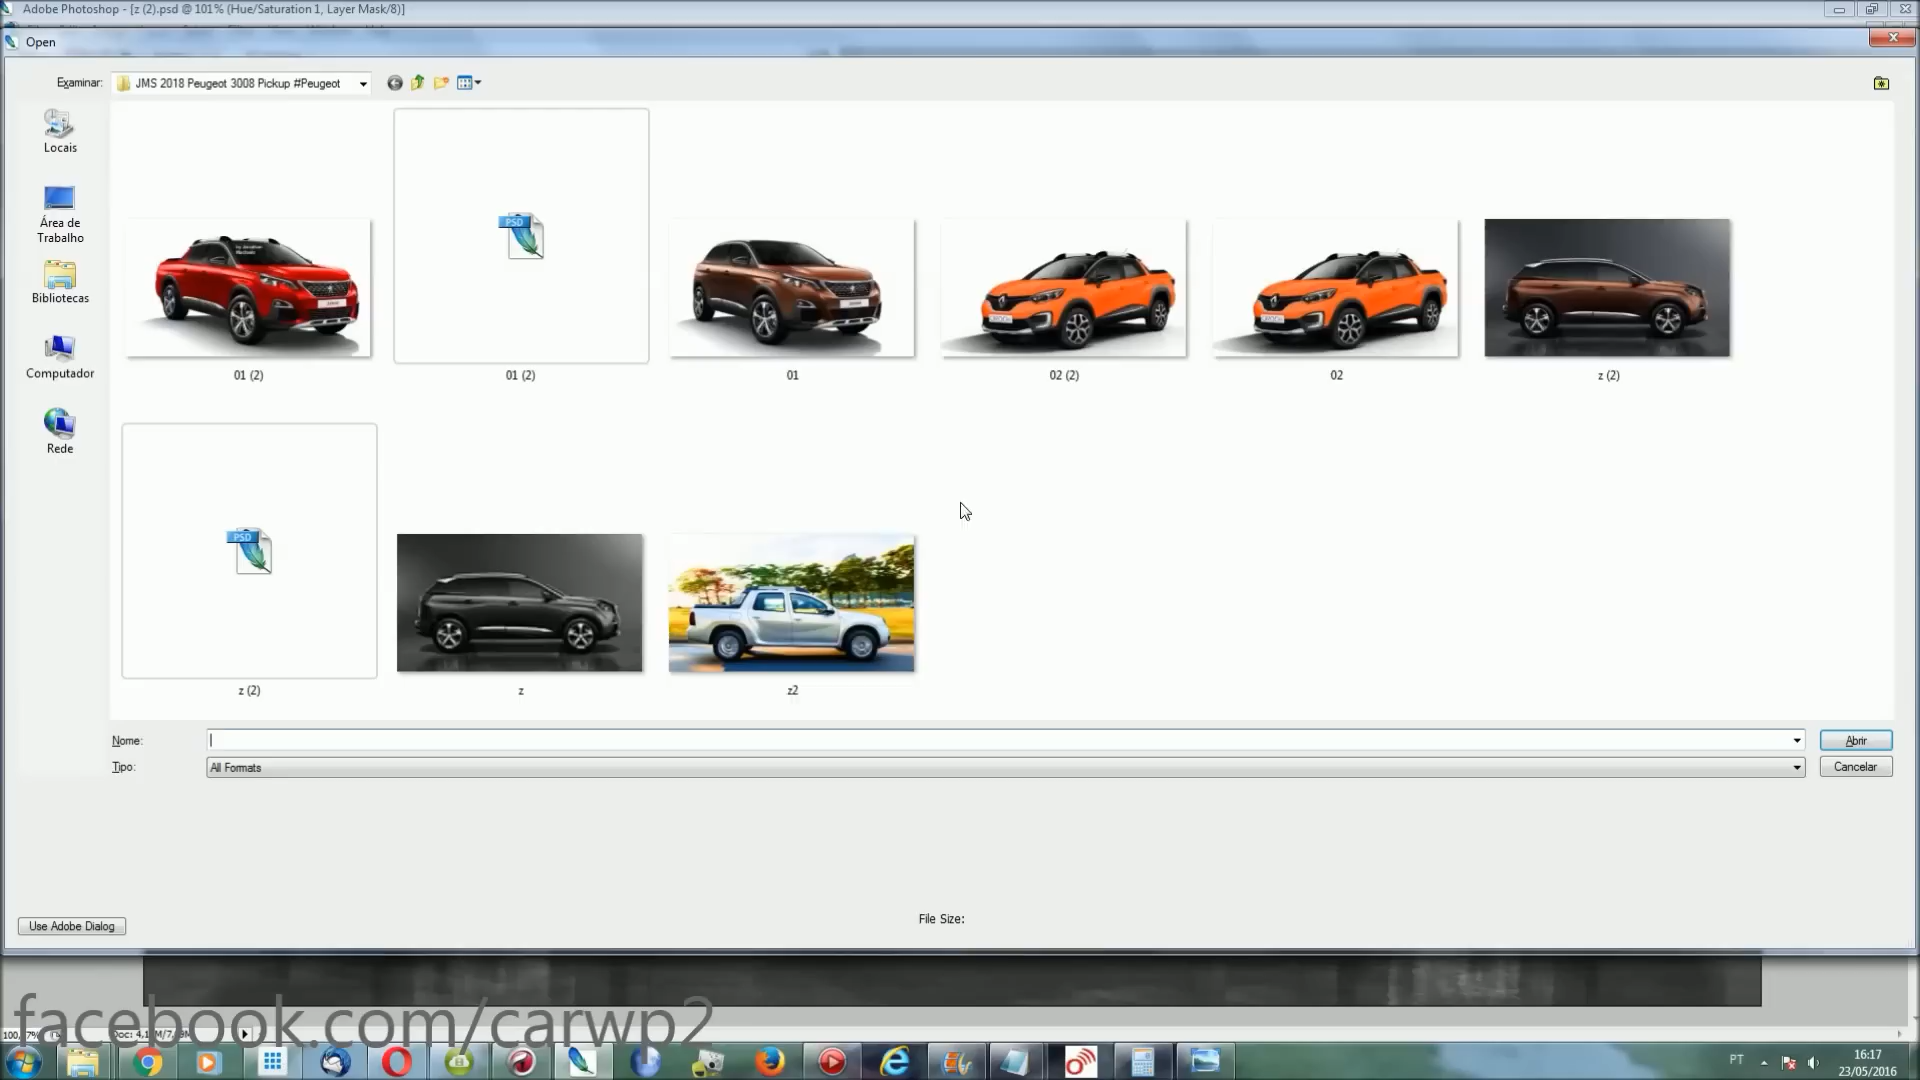 Adobe Photoshop - [z (2).psd @ 101% (Hue/Saturation 1, Layer Mask/8)]
Open
Examinar:
JMS 2018 Peugeot 3008 Pickup #Peugeot
Locais
Área de
Trabalho
Bibliotecas
Computador
Rede
PSD
01 (2)
01 (2)
01
02 (2)
02
z (2)
PSD
z (2)
z
z2
Nome:
Abrir
Tipo:
All Formats
Cancelar
Use Adobe Dialog
File Size:
facebook.com/carwp2
PT
16:17
23/05/2016